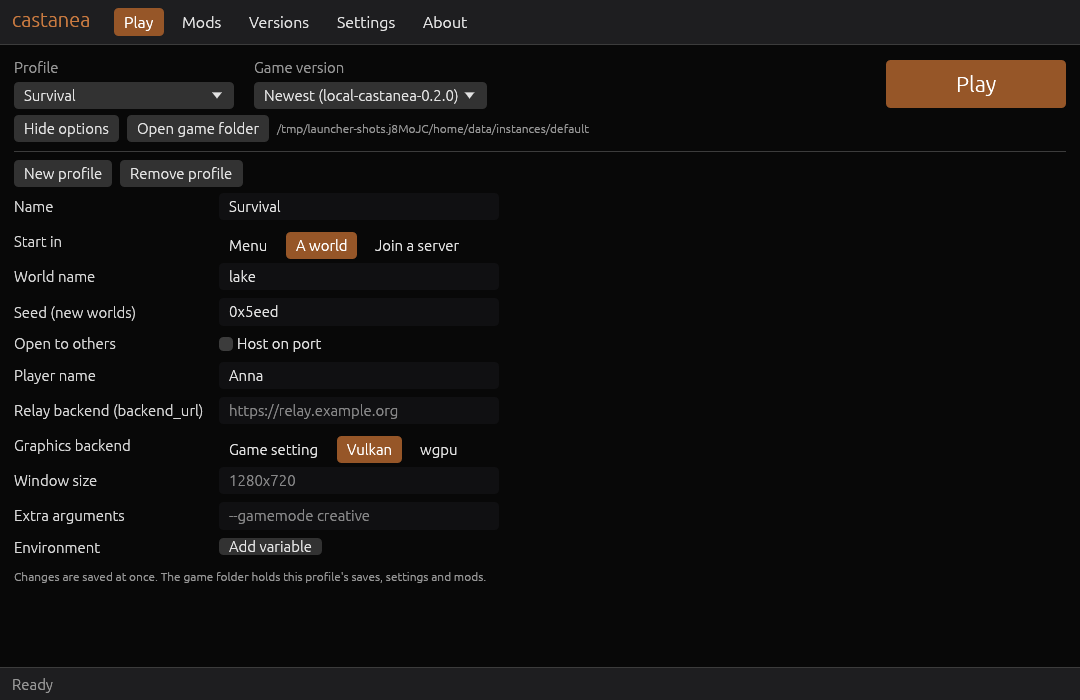 castanea Play Mods Versions Settings About
Profile Game version
Survival Newest (local-castanea-0.2.0) Play
Hide options Open game folder /tmp/launcher-shots.j8MoJC/home/data/instances/default
New profile Remove profile
Name Survival
Start in Menu A world Join a server
World name lake
Seed (new worlds) 0x5eed
Open to others Host on port
Player name Anna
Relay backend (backend_url) https://relay.example.org
Graphics backend Game setting Vulkan wgpu
Window size 1280x720
Extra arguments --gamemode creative
Environment Add variable
Changes are saved at once. The game folder holds this profile's saves, settings and mods.
Ready